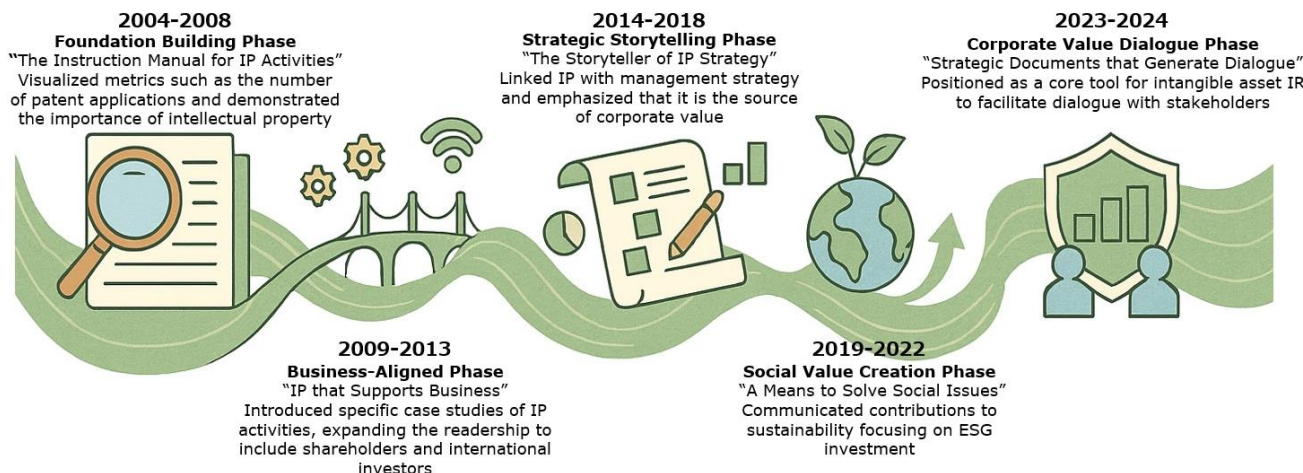 2004-2008
Foundation Building Phase
“The Instruction Manual for IP Activities”
Visualized metrics such as the number
of patent applications and demonstrated
the importance of intellectual property
2009-2013
Business-Aligned Phase
“IP that Supports Business”
Introduced specific case studies of IP
activities, expanding the readership to
include shareholders and international
investors
2014-2018
Strategic Storytelling Phase
“The Storyteller of IP Strategy”
Linked IP with management strategy
and emphasized that it is the source
of corporate value
2019-2022
Social Value Creation Phase
“A Means to Solve Social Issues”
Communicated contributions to
sustainability focusing on ESG
investment
2023-2024
Corporate Value Dialogue Phase
“Strategic Documents that Generate Dialogue”
Positioned as a core tool for intangible asset IR
to facilitate dialogue with stakeholders